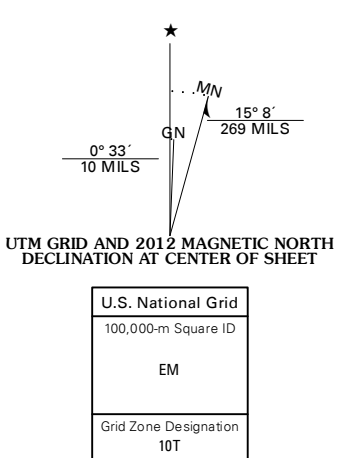 ★
MN
GN
15° 8´
269 MILS
0° 33´
10 MILS
UTM GRID AND 2012 MAGNETIC NORTH
DECLINATION AT CENTER OF SHEET
U.S. National Grid
100,000-m Square ID
EM
Grid Zone Designation
10T